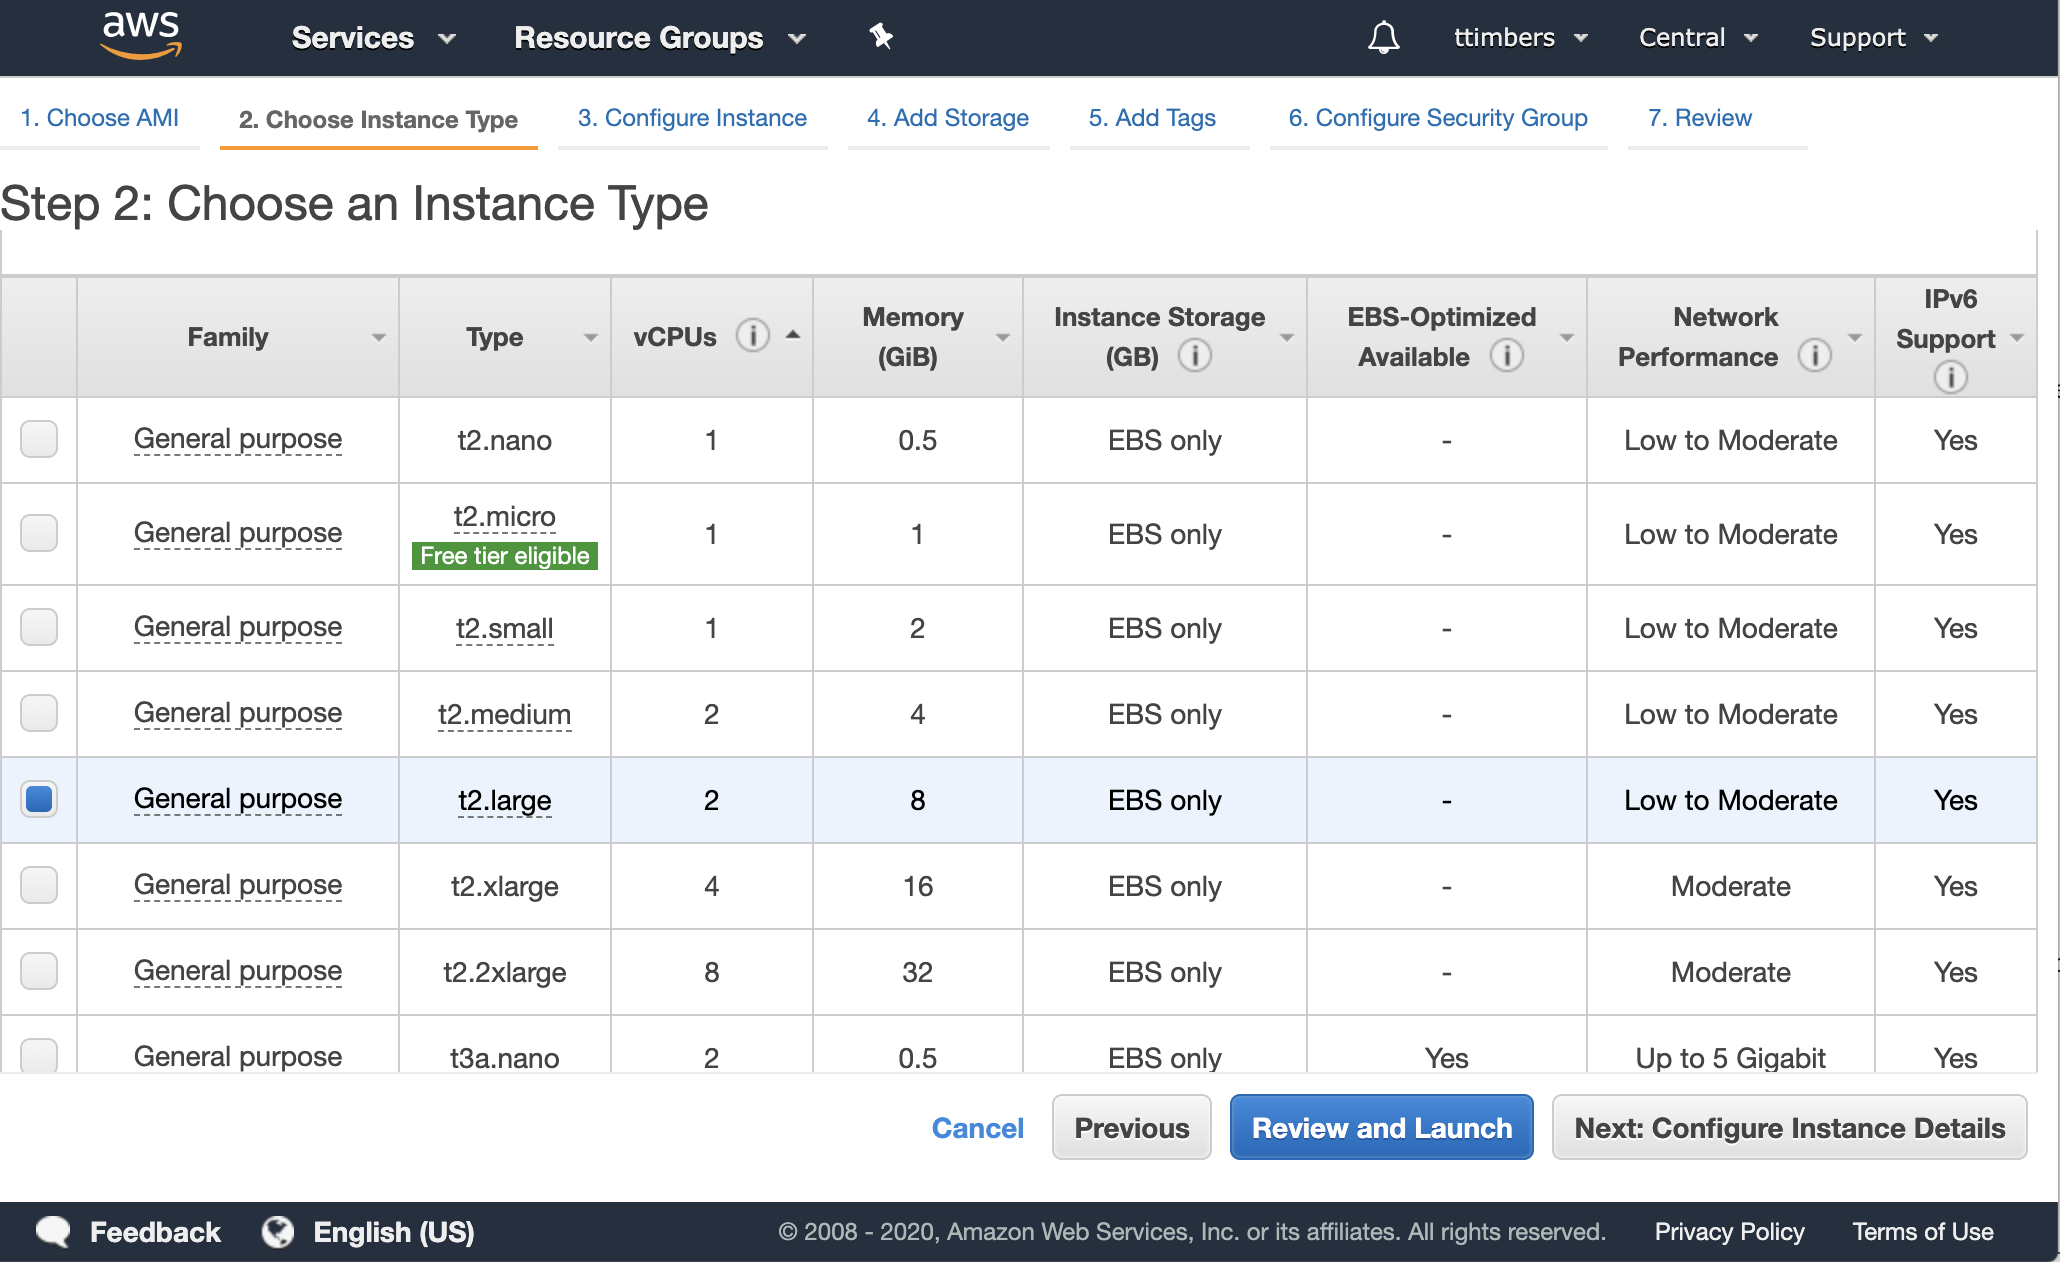 aws Services Resource Groups ttimbers Central Support
1. Choose AMI 2. Choose Instance Type 3. Configure Instance 4. Add Storage 5. Add Tags 6. Configure Security Group 7. Review
Step 2: Choose an Instance Type
Family Type vCPUs Memory (GiB) Instance Storage (GB) EBS-Optimized Available Network Performance IPv6 Support
General purpose t2.nano 1 0.5 EBS only - Low to Moderate Yes
General purpose t2.micro Free tier eligible 1 1 EBS only - Low to Moderate Yes
General purpose t2.small 1 2 EBS only - Low to Moderate Yes
General purpose t2.medium 2 4 EBS only - Low to Moderate Yes
General purpose t2.large 2 8 EBS only - Low to Moderate Yes
General purpose t2.xlarge 4 16 EBS only - Moderate Yes
General purpose t2.2xlarge 8 32 EBS only - Moderate Yes
General purpose t3a.nano 2 0.5 EBS only Yes Up to 5 Gigabit Yes
Cancel Previous Review and Launch Next: Configure Instance Details
Feedback English (US) © 2008 - 2020, Amazon Web Services, Inc. or its affiliates. All rights reserved. Privacy Policy Terms of Use